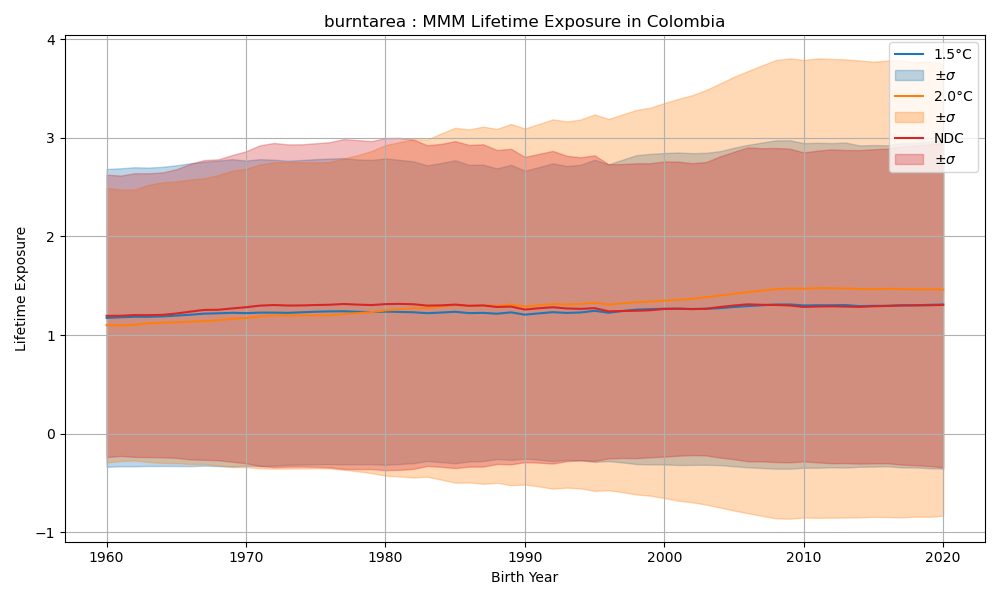 burntarea : MMM Lifetime Exposure in Colombia
4
3
2
1
0
−1
Lifetime Exposure
1960
1970
1980
1990
2000
2010
2020
Birth Year
1.5°C
±σ
2.0°C
±σ
NDC
±σ